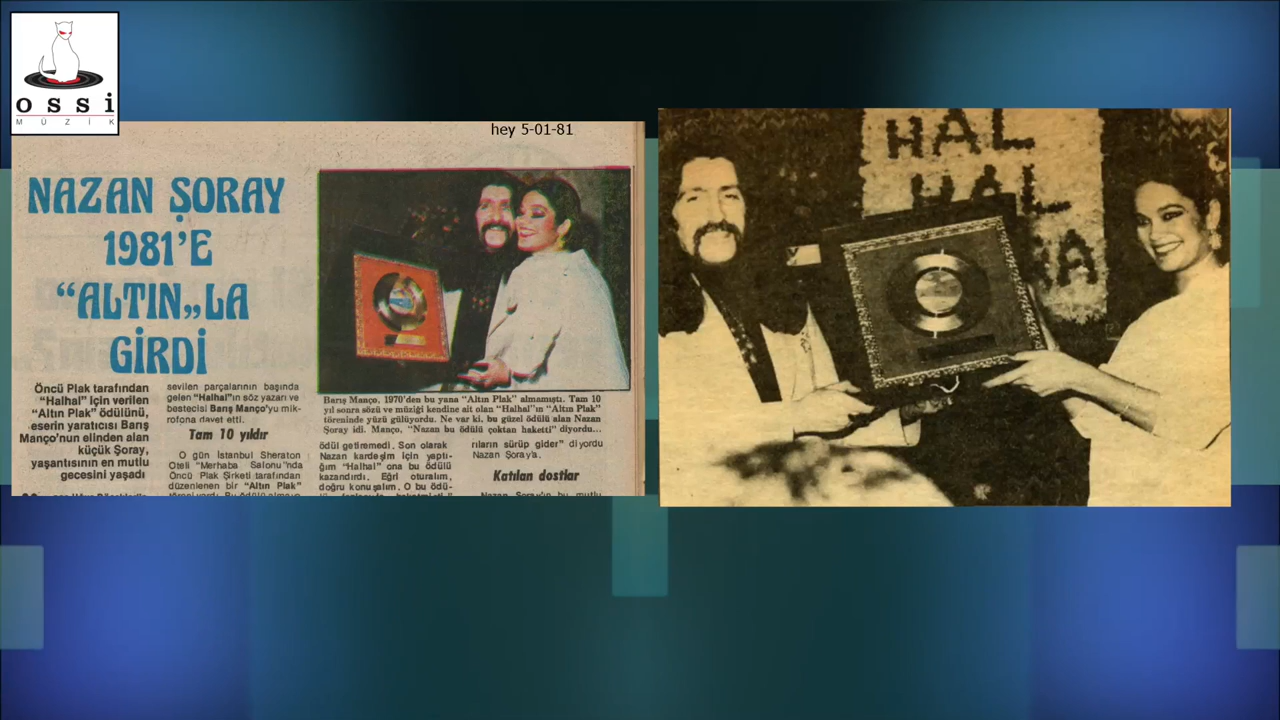 ossi
MÜZİK
hey 5-01-81
NAZAN ŞORAY
1981'E
“ALTIN„LA
GİRDİ
Öncü Plak tarafından
“Halhal” için verilen
“Altın Plak” ödülünü,
eserin yaratıcısı Barış
Manço'nun elinden alan
küçük Şoray,
yaşantısının en mutlu
gecesini yaşadı
sevilen parçalarının başında
gelen “Halhal”ın söz yazarı ve
bestecisi Barış Manço'yu mik-
rofona davet etti.
Tam 10 yıldır
O gün İstanbul Sheraton
Oteli “Merhaba Salonu”nda
Öncü Plak Şirketi tarafından
düzenlenen bir “Altın Plak”
Barış Manço, 1970'den bu yana “Altın Plak” almamıştı. Tam 10
yıl sonra sözü ve müziği kendine ait olan “Halhal”ın “Altın Plak”
töreninde yüzü gülüyordu. Ne var ki, bu güzel ödülü alan Nazan
Şoray idi. Manço, “Nazan bu ödülü çoktan haketti” diyordu...
ödül getirmedi. Son olarak
Nazan kardeşim için yaptı-
ğım “Halhal” ona bu ödülü
kazandırdı. Eğri oturalım,
doğru konuşalım. O bu ödü-
rıların sürüp gider” diyordu
Nazan Şoray'a.
Katılan dostlar
Nazan Şoray'ın bu mutlu
HAL
HAL